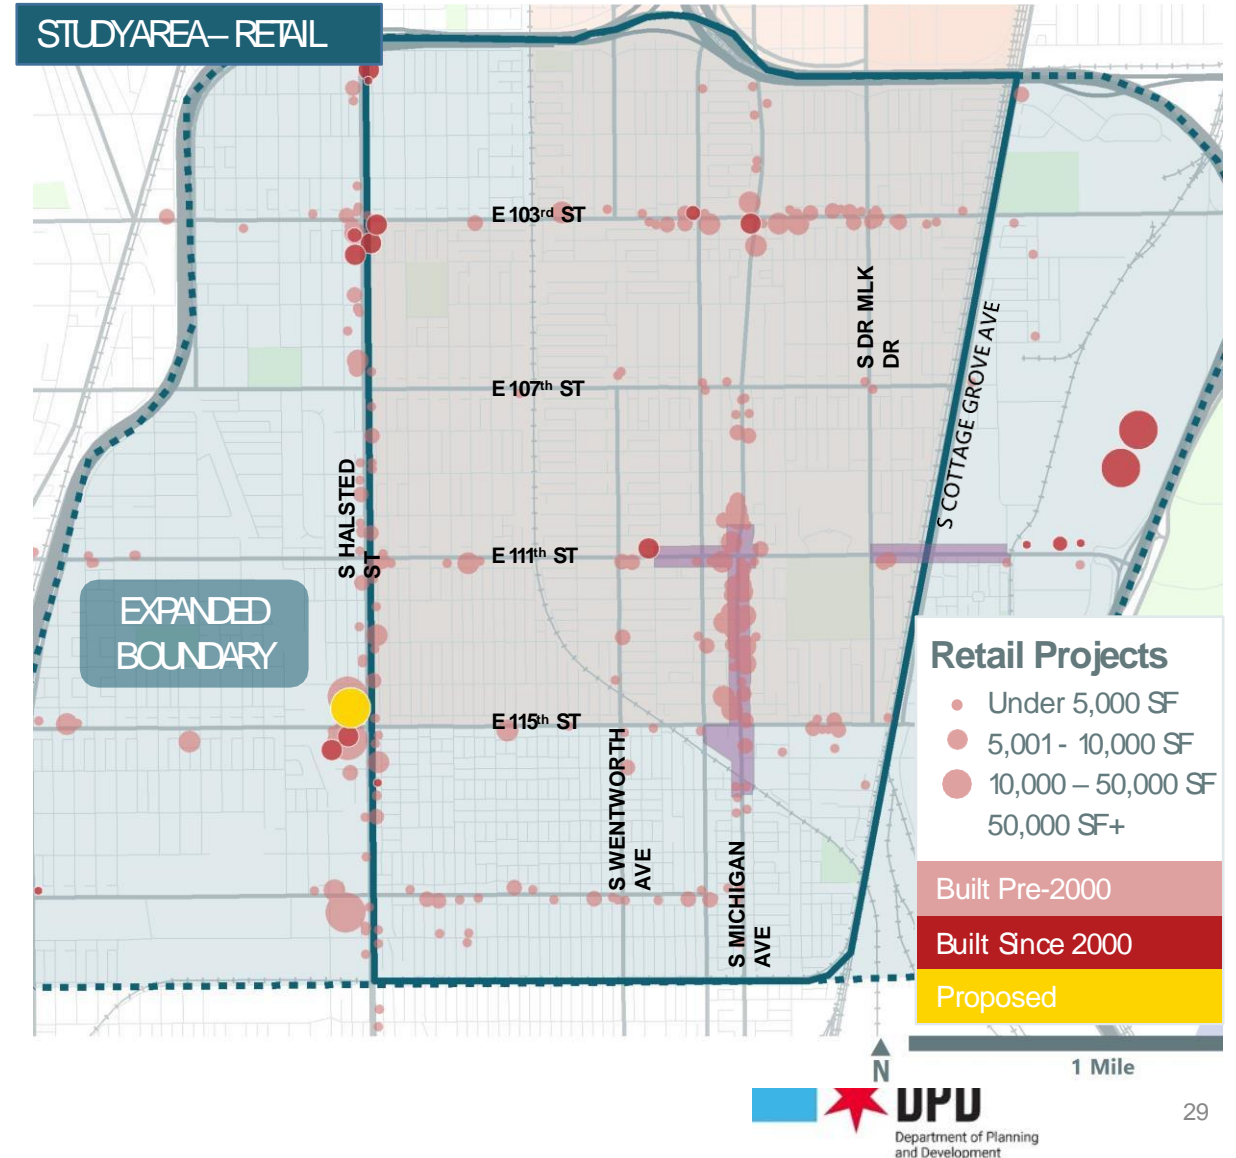 STUDY AREA – RETAIL
E 103rd ST
S DR MLK
DR
S COTTAGE GROVE AVE
E 107th ST
S HALSTED
ST
E 111th ST
EXPANDED
BOUNDARY
E 115th ST
S WENTWORTH
AVE
S MICHIGAN
AVE
Retail Projects
Under 5,000 SF
5,001 - 10,000 SF
10,000 – 50,000 SF
50,000 SF+
Built Pre-2000
Built Since 2000
Proposed
N
1 Mile
DPD
Department of Planning
and Development
29